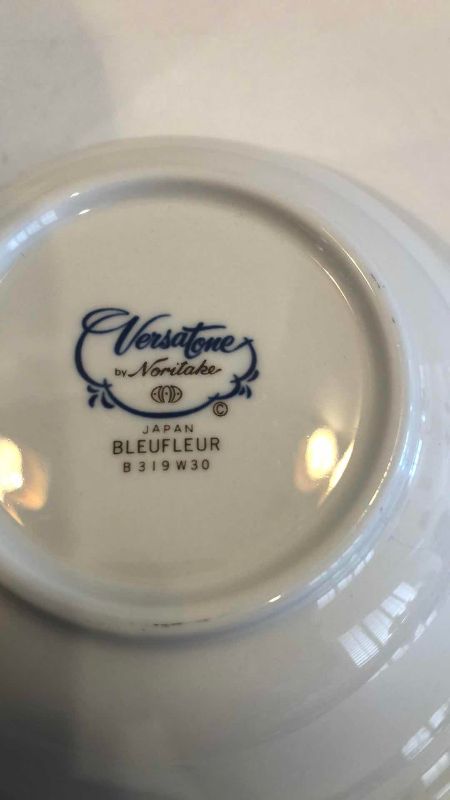 Versatone
by Noritake
©
JAPAN
BLEUFLEUR
B319W30